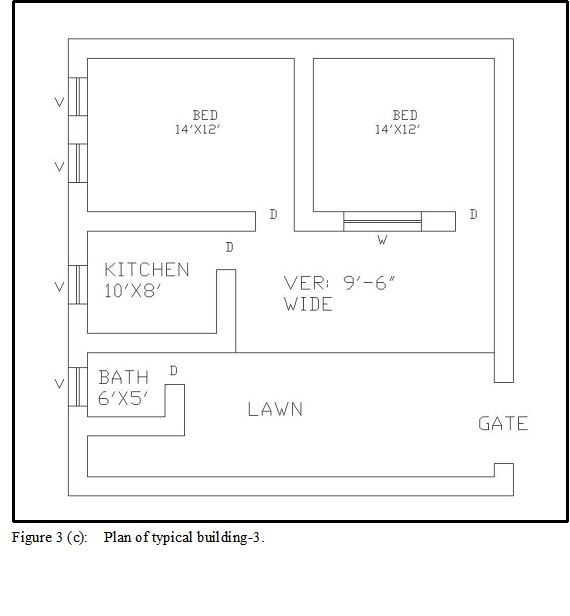 V
BED
14'X12'
BED
14'X12'
V
D
D
W
D
KITCHEN
10'X8'
V
VER: 9'-6"
WIDE
D
V
BATH
6'X5'
LAWN
GATE
Figure 3 (c): Plan of typical building-3.